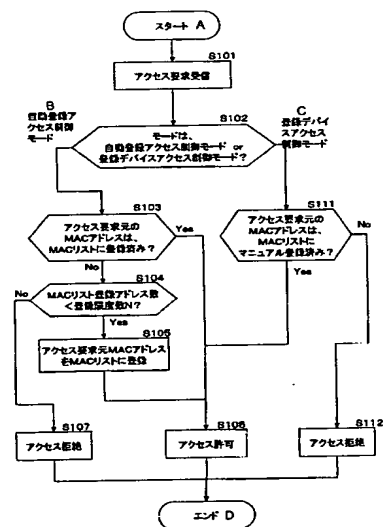 スタート A
S101
アクセス要求受信
S102
モードは、
自動登録アクセス制御モード or
登録デバイスアクセス制御モード?
B
自動登録ア
クセス制御
モード
C
登録デバイ
スアクセス
制御モード
S103
アクセス要求元の
MACアドレスは、
MACリストに登録済み?
Yes
No
S111
アクセス要求元の
MACアドレスは、
MACリストに
マニュアル登録済み?
No
Yes
S104
MACリスト登録アドレス数
<登録限度数N?
No
Yes
S105
アクセス要求元MACアドレス
をMACリストに登録
S107
アクセス拒絶
S106
アクセス許可
S112
アクセス拒絶
エンド D